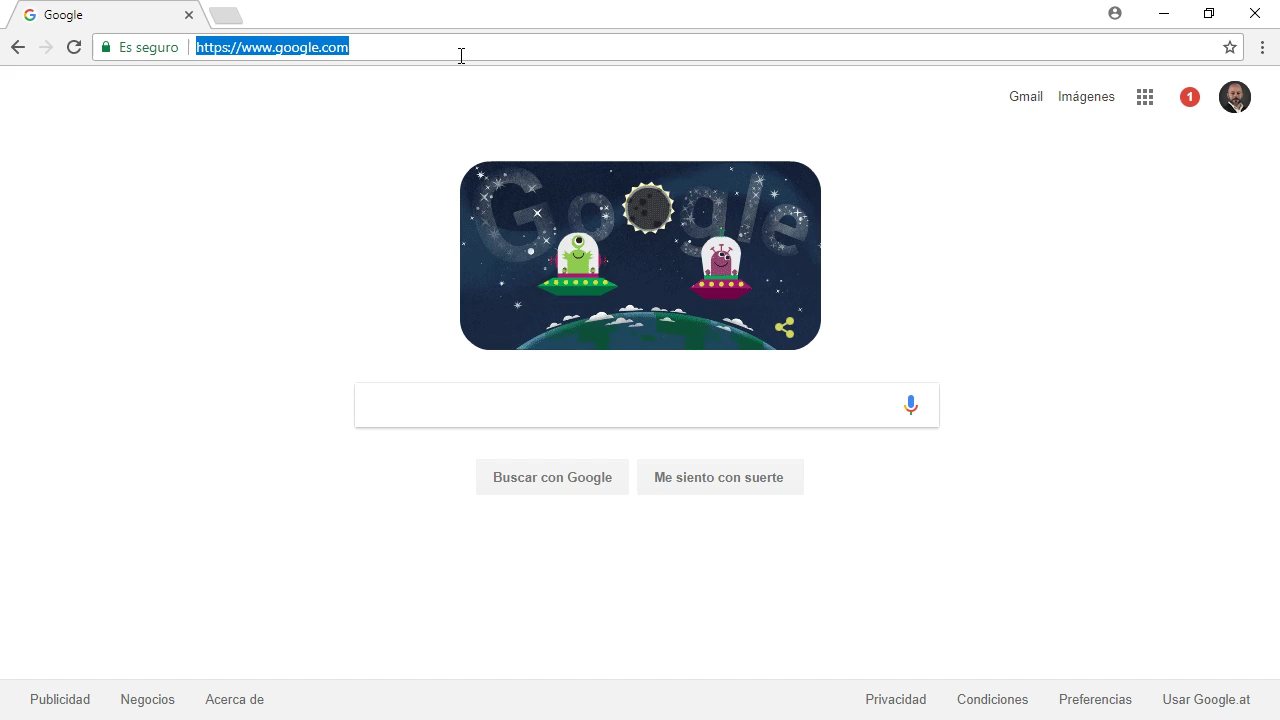 Google
Es seguro
https://www.google.com
Gmail
Imágenes
1
Google
Buscar con Google
Me siento con suerte
Publicidad
Negocios
Acerca de
Privacidad
Condiciones
Preferencias
Usar Google.at